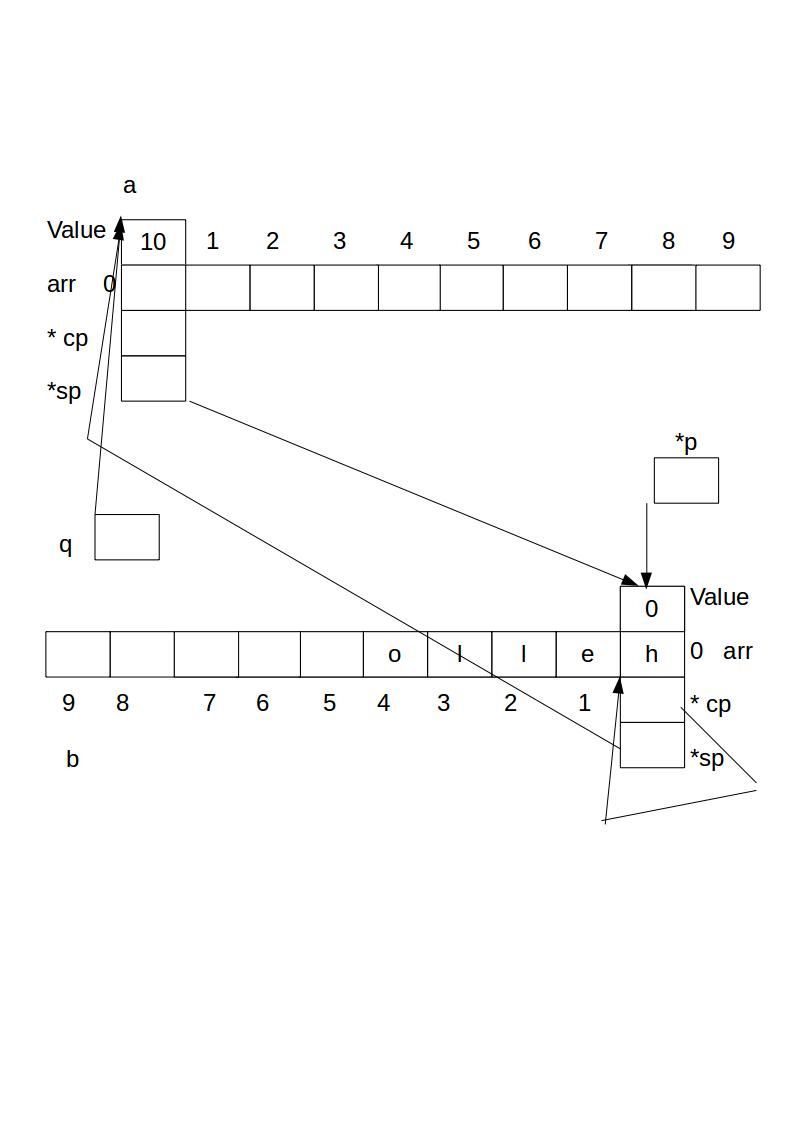 a
Value 10 1 2 3 4 5 6 7 8 9
arr 0
* cp
*sp
*p
q
0 Value
o l l e h 0 arr
9 8 7 6 5 4 3 2 1 * cp
b *sp